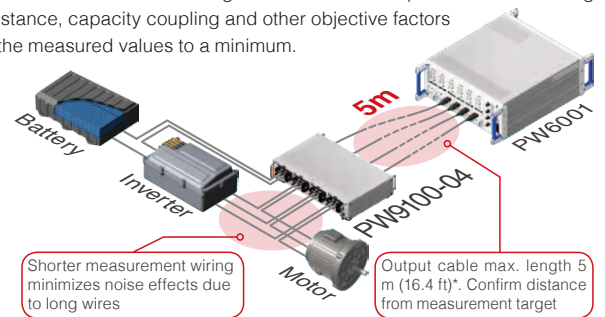 stance, capacity coupling and other objective factors
the measured values to a minimum.
5m
PW6001
Battery
Inverter
PW9100-04
Motor
Shorter measurement wiring
minimizes noise effects due
to long wires
Output cable max. length 5
m (16.4 ft)*. Confirm distance
from measurement target